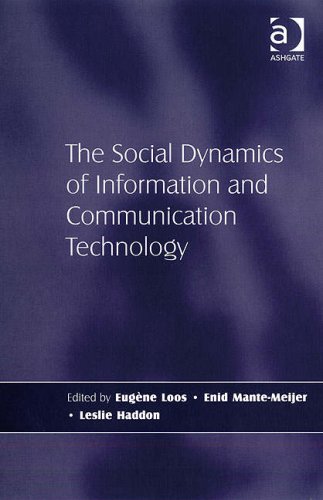 a
ASHGATE
The Social Dynamics
of Information and
Communication
Technology
Edited by Eugène Loos • Enid Mante-Meijer
• Leslie Haddon